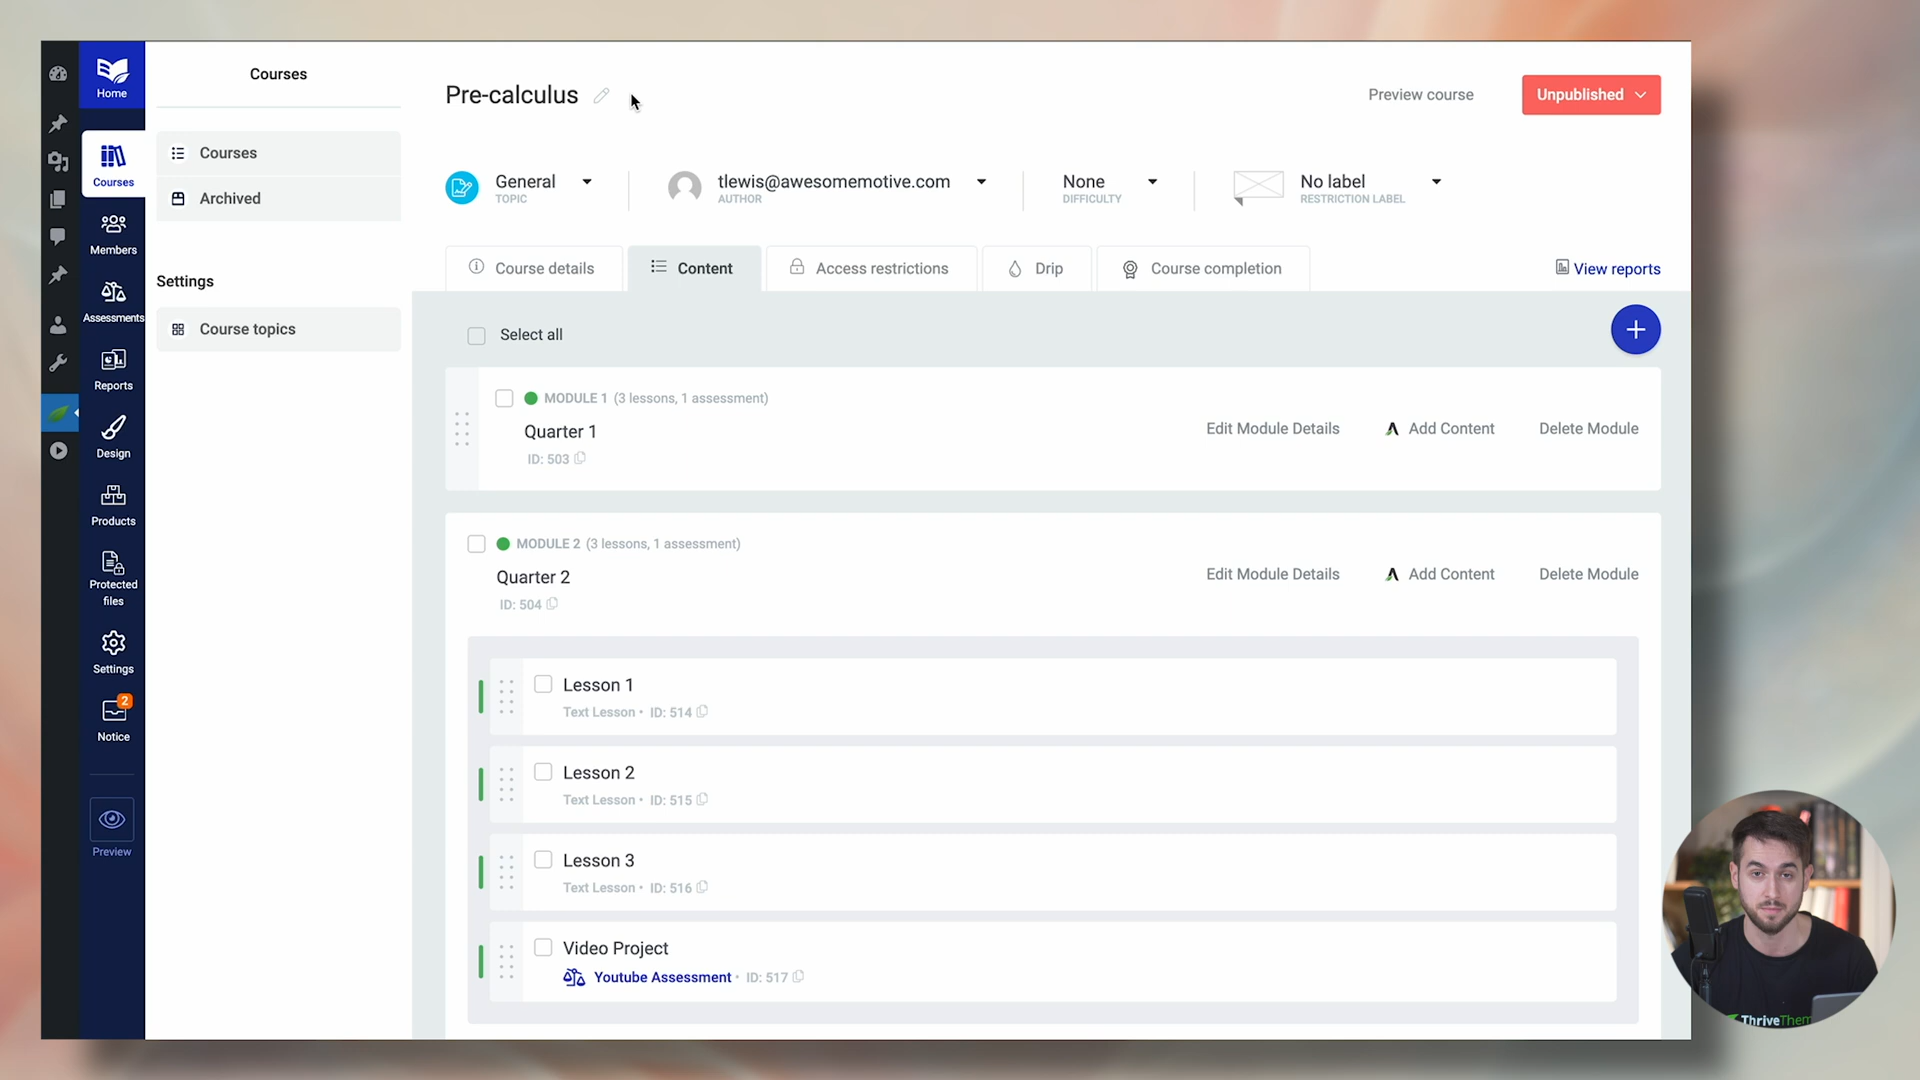 Home
Courses
Members
Assessments
Reports
Design
Products
Protected
files
Settings
2
Notice
Preview
Courses
Courses
Archived
Settings
Course topics
Pre-calculus
Preview course
Unpublished
General
TOPIC
tlewis@awesomemotive.com
AUTHOR
None
DIFFICULTY
No label
RESTRICTION LABEL
Course details
Content
Access restrictions
Drip
Course completion
View reports
Select all
+
MODULE 1 (3 lessons, 1 assessment)
Quarter 1
ID: 503
Edit Module Details
Add Content
Delete Module
MODULE 2 (3 lessons, 1 assessment)
Quarter 2
ID: 504
Edit Module Details
Add Content
Delete Module
Lesson 1
Text Lesson • ID: 514
Lesson 2
Text Lesson • ID: 515
Lesson 3
Text Lesson • ID: 516
Video Project
Youtube Assessment • ID: 517
ThriveThem